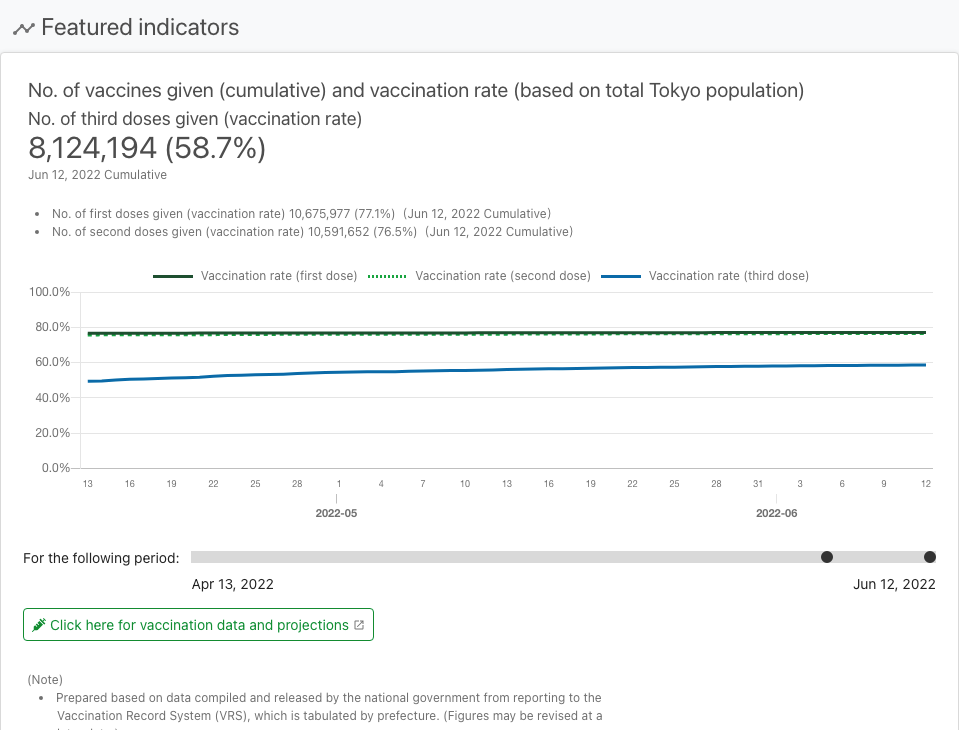 Featured indicators
No. of vaccines given (cumulative) and vaccination rate (based on total Tokyo population)
No. of third doses given (vaccination rate)
8,124,194 (58.7%)
Jun 12, 2022 Cumulative
No. of first doses given (vaccination rate) 10,675,977 (77.1%) (Jun 12, 2022 Cumulative)
No. of second doses given (vaccination rate) 10,591,652 (76.5%) (Jun 12, 2022 Cumulative)
Vaccination rate (first dose) Vaccination rate (second dose) Vaccination rate (third dose)
100.0%
80.0%
60.0%
40.0%
20.0%
0.0%
13 16 19 22 25 28 1 4 7 10 13 16 19 22 25 28 31 3 6 9 12
2022-05 2022-06
For the following period:
Apr 13, 2022 Jun 12, 2022
Click here for vaccination data and projections
(Note)
Prepared based on data compiled and released by the national government from reporting to the
Vaccination Record System (VRS), which is tabulated by prefecture. (Figures may be revised at a